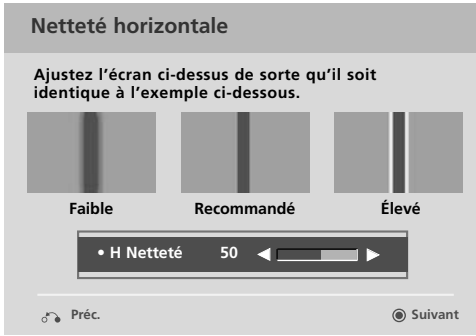 Netteté horizontale
Ajustez l'écran ci-dessus de sorte qu'il soit
identique à l'exemple ci-dessous.
Faible Recommandé Élevé
• H Netteté 50
Préc. Suivant